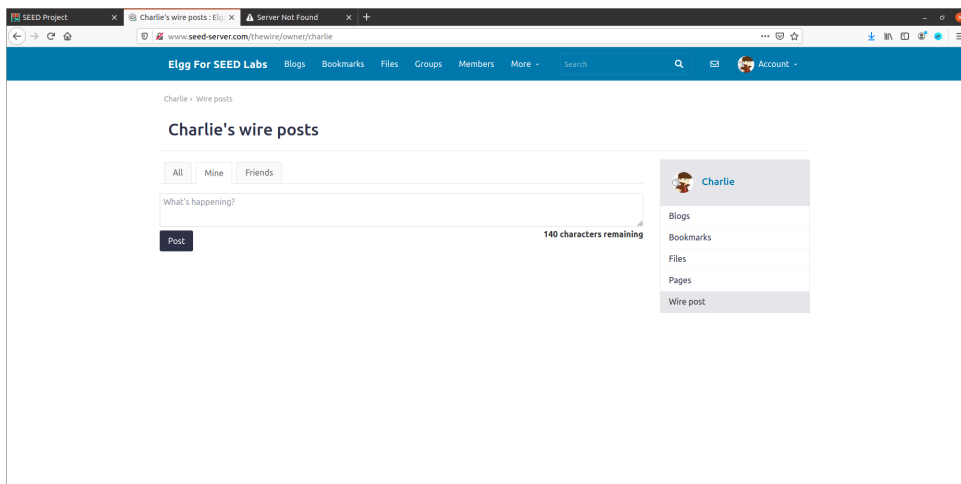 SEED Project
Charlie's wire posts : Elg
Server Not Found
www.seed-server.com/thewire/owner/charlie
Elgg For SEED Labs Blogs Bookmarks Files Groups Members More Search Account
Charlie › Wire posts
Charlie's wire posts
All Mine Friends
Charlie
What's happening?
Blogs
140 characters remaining
Post
Bookmarks
Files
Pages
Wire post